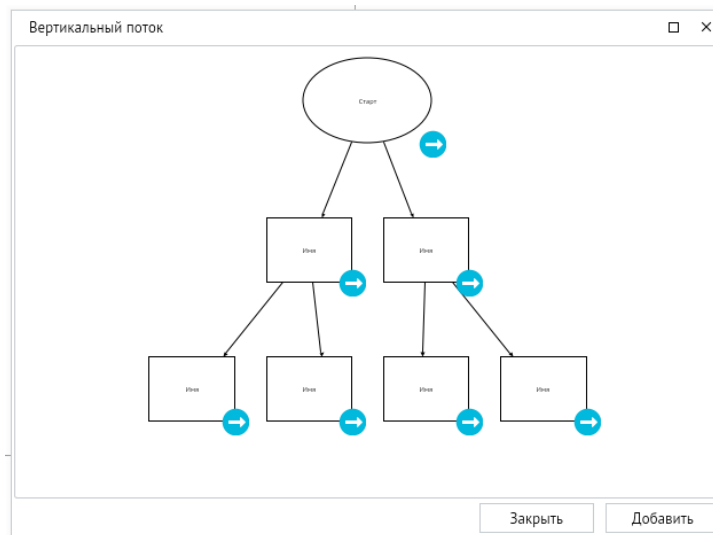 Вертикальный поток
Старт
Имя
Имя
Имя
Имя
Имя
Имя
Закрыть
Добавить